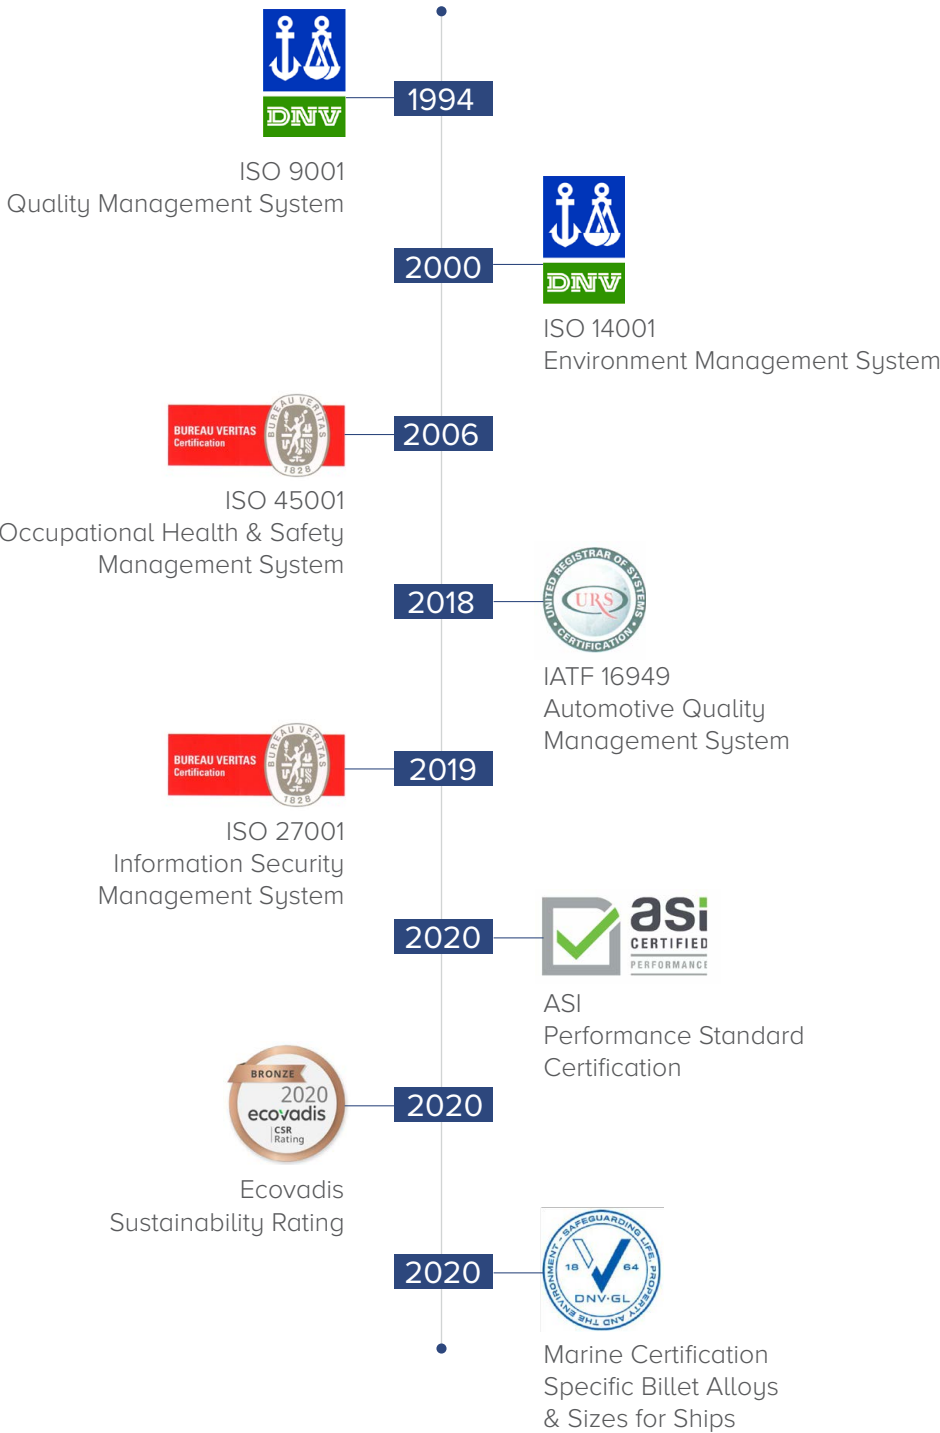 DNV
1994
ISO 9001
Quality Management System
2000
DNV
ISO 14001
Environment Management System
BUREAU VERITAS
Certification
BUREAU VERITAS
1828
2006
ISO 45001
Occupational Health & Safety
Management System
2018
UNITED REGISTRAR OF SYSTEMS
URS
CERTIFICATION
IATF 16949
Automotive Quality
Management System
BUREAU VERITAS
Certification
BUREAU VERITAS
1828
2019
ISO 27001
Information Security
Management System
2020
asi
CERTIFIED
PERFORMANCE
ASI
Performance Standard
Certification
BRONZE
2020
ecovadis
CSR
Rating
2020
Ecovadis
Sustainability Rating
2020
SAFEGUARDING LIFE, PROPERTY AND THE ENVIRONMENT
18 64
DNV·GL
Marine Certification
Specific Billet Alloys
& Sizes for Ships